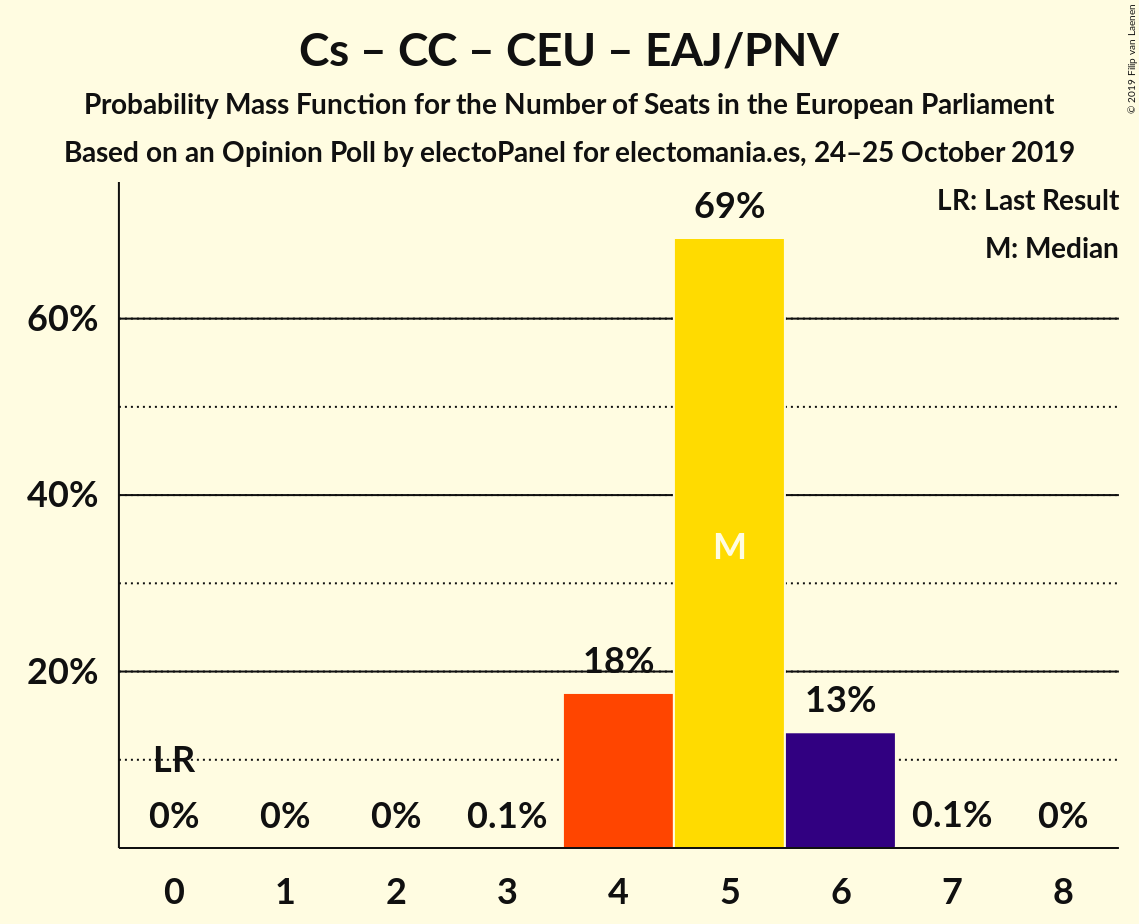 Cs – CC – CEU – EAJ/PNV
Probability Mass Function for the Number of Seats in the European Parliament
Based on an Opinion Poll by electoPanel for electomania.es, 24–25 October 2019
© 2019 Filip van Laenen
LR: Last Result
M: Median
69%
60%
40%
M
20%
18%
13%
LR
0% 0% 0% 0.1% 0.1% 0%
0 1 2 3 4 5 6 7 8